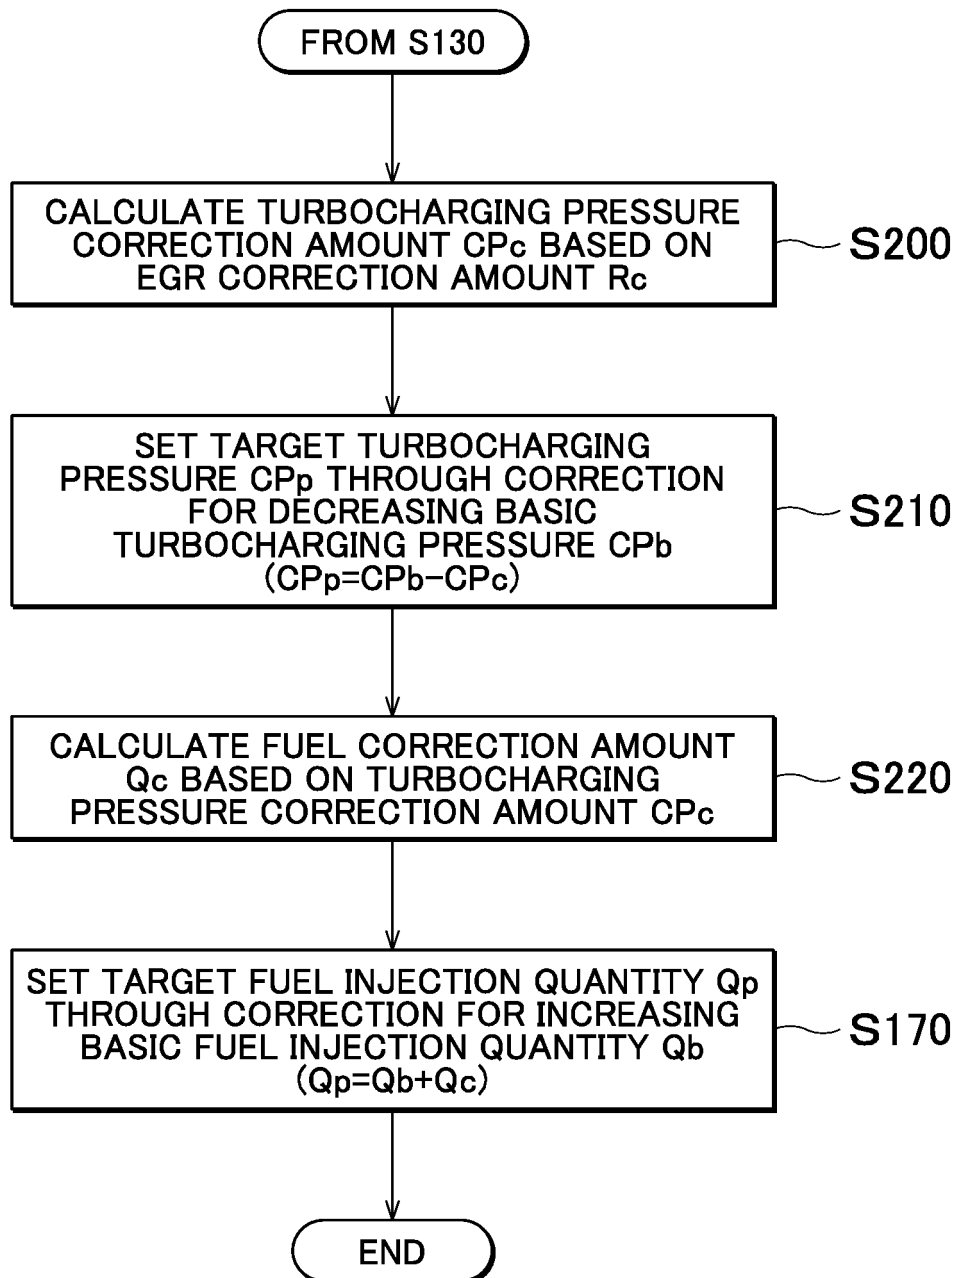 FROM S130
CALCULATE TURBOCHARGING PRESSURE
CORRECTION AMOUNT CPc BASED ON
EGR CORRECTION AMOUNT Rc
S200
SET TARGET TURBOCHARGING
PRESSURE CPp THROUGH CORRECTION
FOR DECREASING BASIC
TURBOCHARGING PRESSURE CPb
(CPp=CPb-CPc)
S210
CALCULATE FUEL CORRECTION AMOUNT
Qc BASED ON TURBOCHARGING
PRESSURE CORRECTION AMOUNT CPc
S220
SET TARGET FUEL INJECTION QUANTITY Qp
THROUGH CORRECTION FOR INCREASING
BASIC FUEL INJECTION QUANTITY Qb
(Qp=Qb+Qc)
S170
END